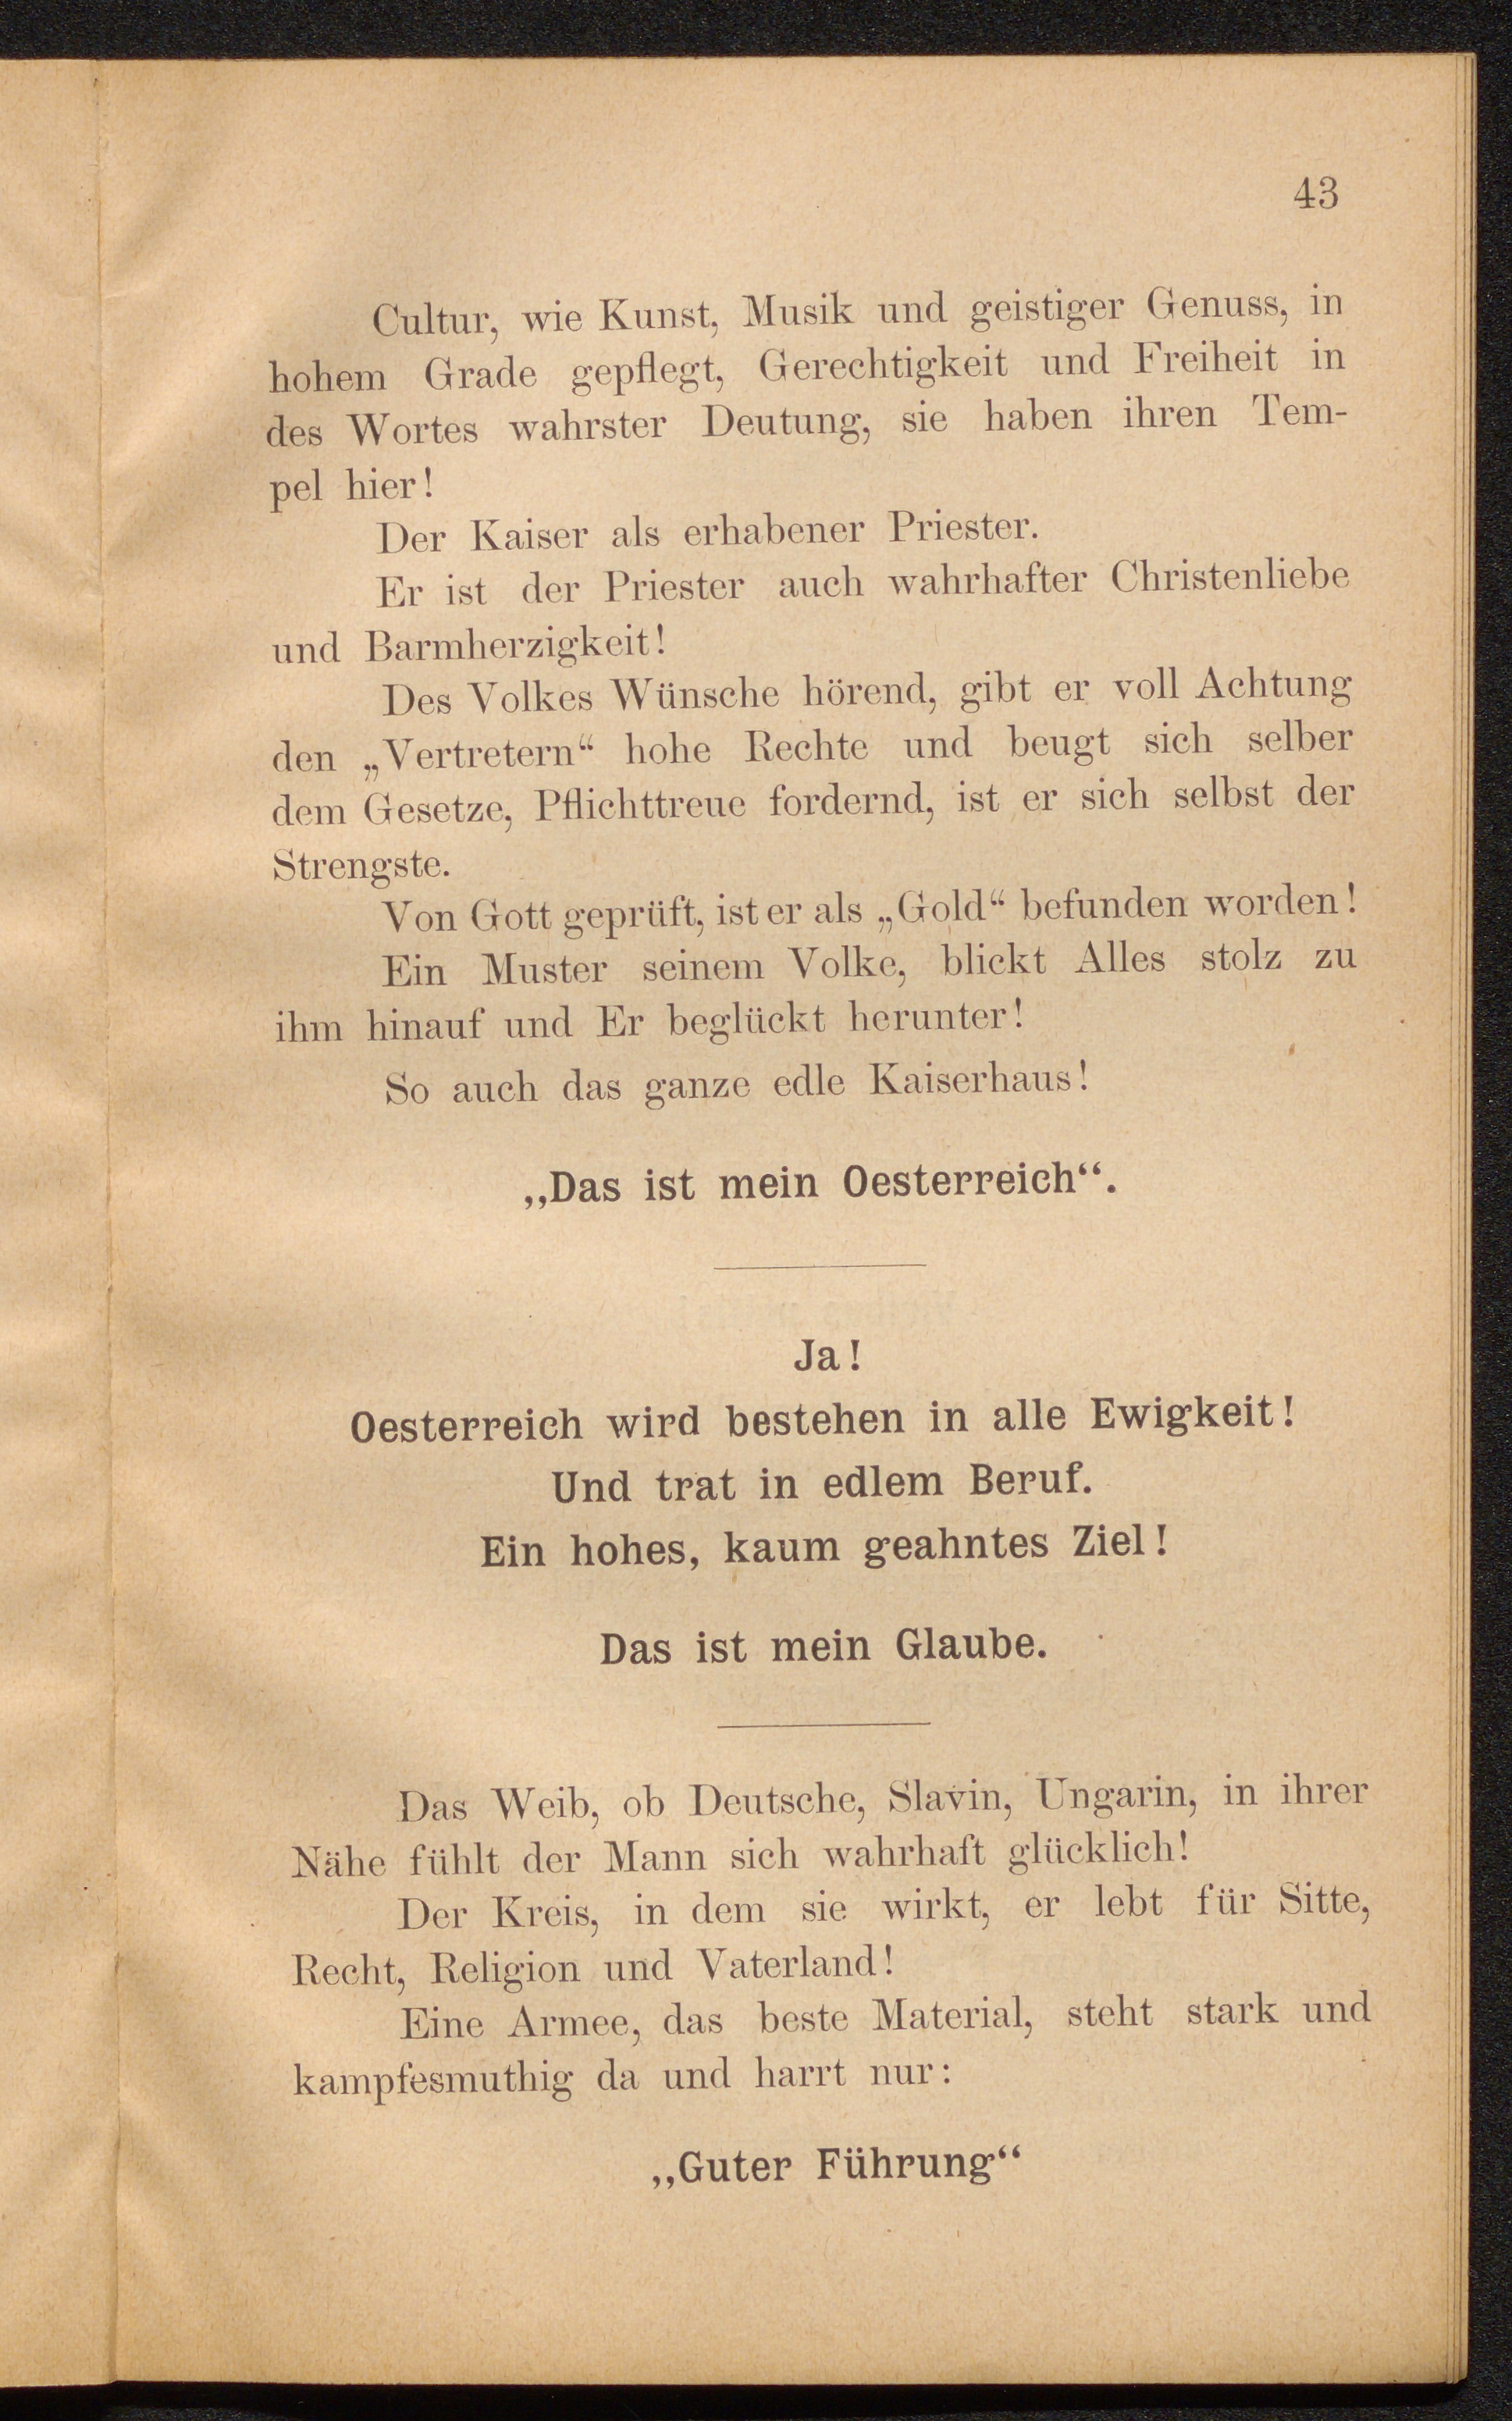 43
Cultur, wie Kunst, Musik und geistiger Genuss, in
hohem Grade gepflegt, Gerechtigkeit und Freiheit in
des Wortes wahrster Deutung, sie haben ihren Tem-
pel hier!
Der Kaiser als erhabener Priester.
Er ist der Priester auch wahrhafter Christenliebe
und Barmherzigkeit!
Des Volkes Wünsche hörend, gibt er voll Achtung
den „Vertretern“ hohe Rechte und beugt sich selber
dem Gesetze, Pflichttreue fordernd, ist er sich selbst der
Strengste.
Von Gott geprüft, ist er als „Gold“ befunden worden!
Ein Muster seinem Volke, blickt Alles stolz zu
ihm hinauf und Er beglückt herunter!
So auch das ganze edle Kaiserhaus!
„Das ist mein Oesterreich“.
Ja!
Oesterreich wird bestehen in alle Ewigkeit!
Und trat in edlem Beruf.
Ein hohes, kaum geahntes Ziel!
Das ist mein Glaube.
Das Weib, ob Deutsche, Slavin, Ungarin, in ihrer
Nähe fühlt der Mann sich wahrhaft glücklich!
Der Kreis, in dem sie wirkt, er lebt für Sitte,
Recht, Religion und Vaterland!
Eine Armee, das beste Material, steht stark und
kampfesmuthig da und harrt nur:
„Guter Führung“